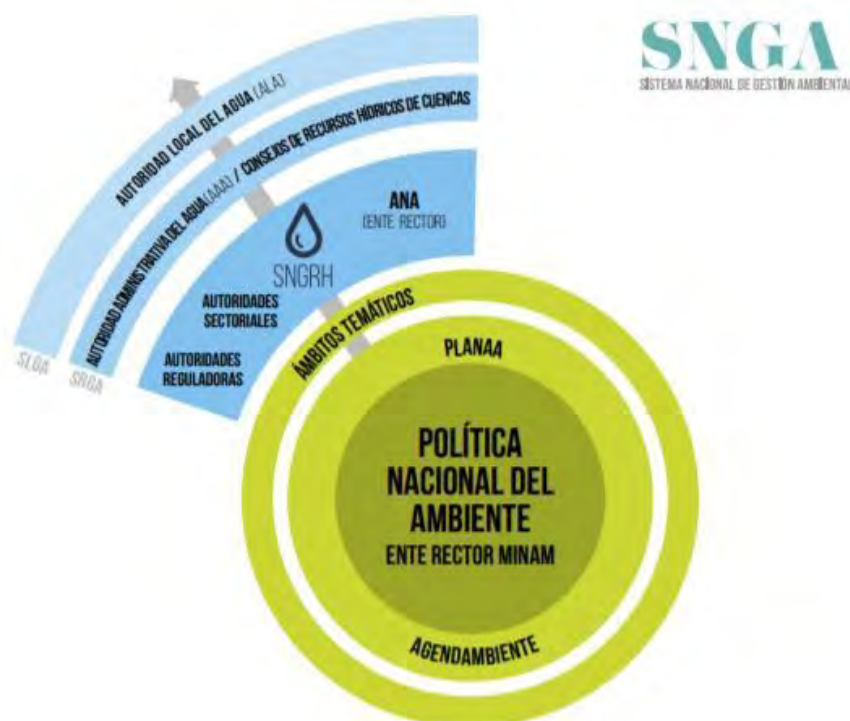 SNGA
SISTEMA NACIONAL DE GESTIÓN AMBIENTAL
AUTORIDAD LOCAL DEL AGUA (ALA)
AUTORIDAD ADMINISTRATIVA DEL AGUA (AAA) / CONSEJOS DE RECURSOS HÍDRICOS DE CUENCAS
ANA
(ENTE RECTOR)
SNGRH
AUTORIDADES
SECTORIALES
AUTORIDADES
REGULADORAS
SLGA
SRGA
ÁMBITOS TEMÁTICOS
PLANAA
POLÍTICA
NACIONAL DEL
AMBIENTE
ENTE RECTOR MINAM
AGENDAMBIENTE